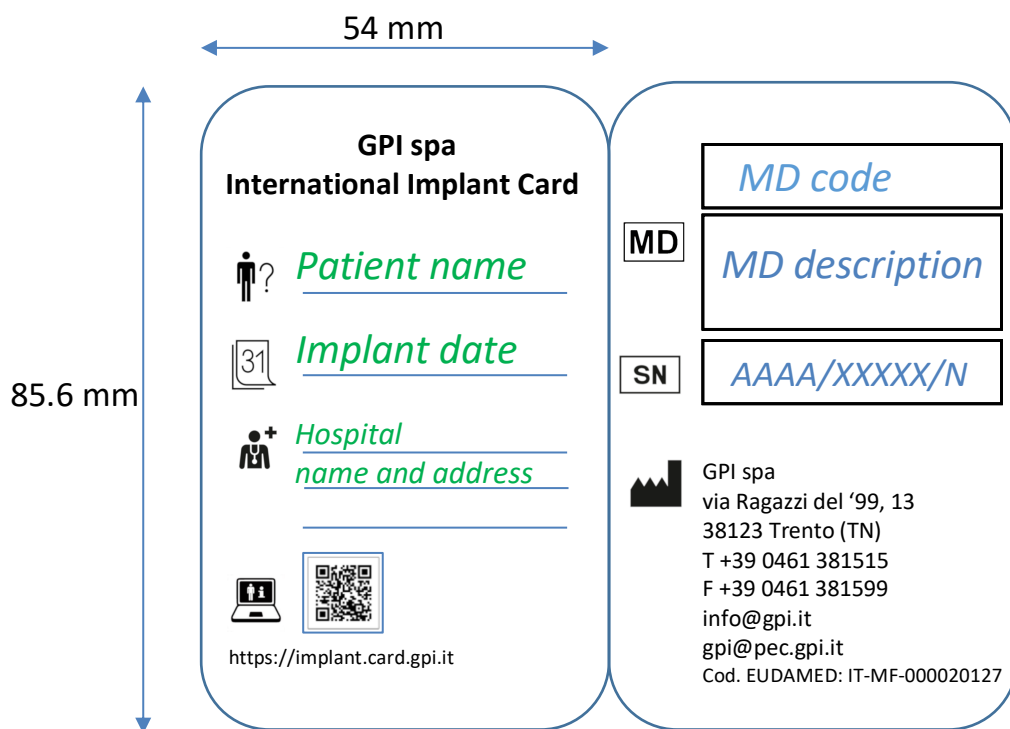 54 mm
85.6 mm
GPI spa
International Implant Card
? Patient name
31 Implant date
Hospital
name and address
https://implant.card.gpi.it
MD code
MD
MD description
SN
AAAA/XXXXX/N
GPI spa
via Ragazzi del ‘99, 13
38123 Trento (TN)
T +39 0461 381515
F +39 0461 381599
info@gpi.it
gpi@pec.gpi.it
Cod. EUDAMED: IT-MF-000020127